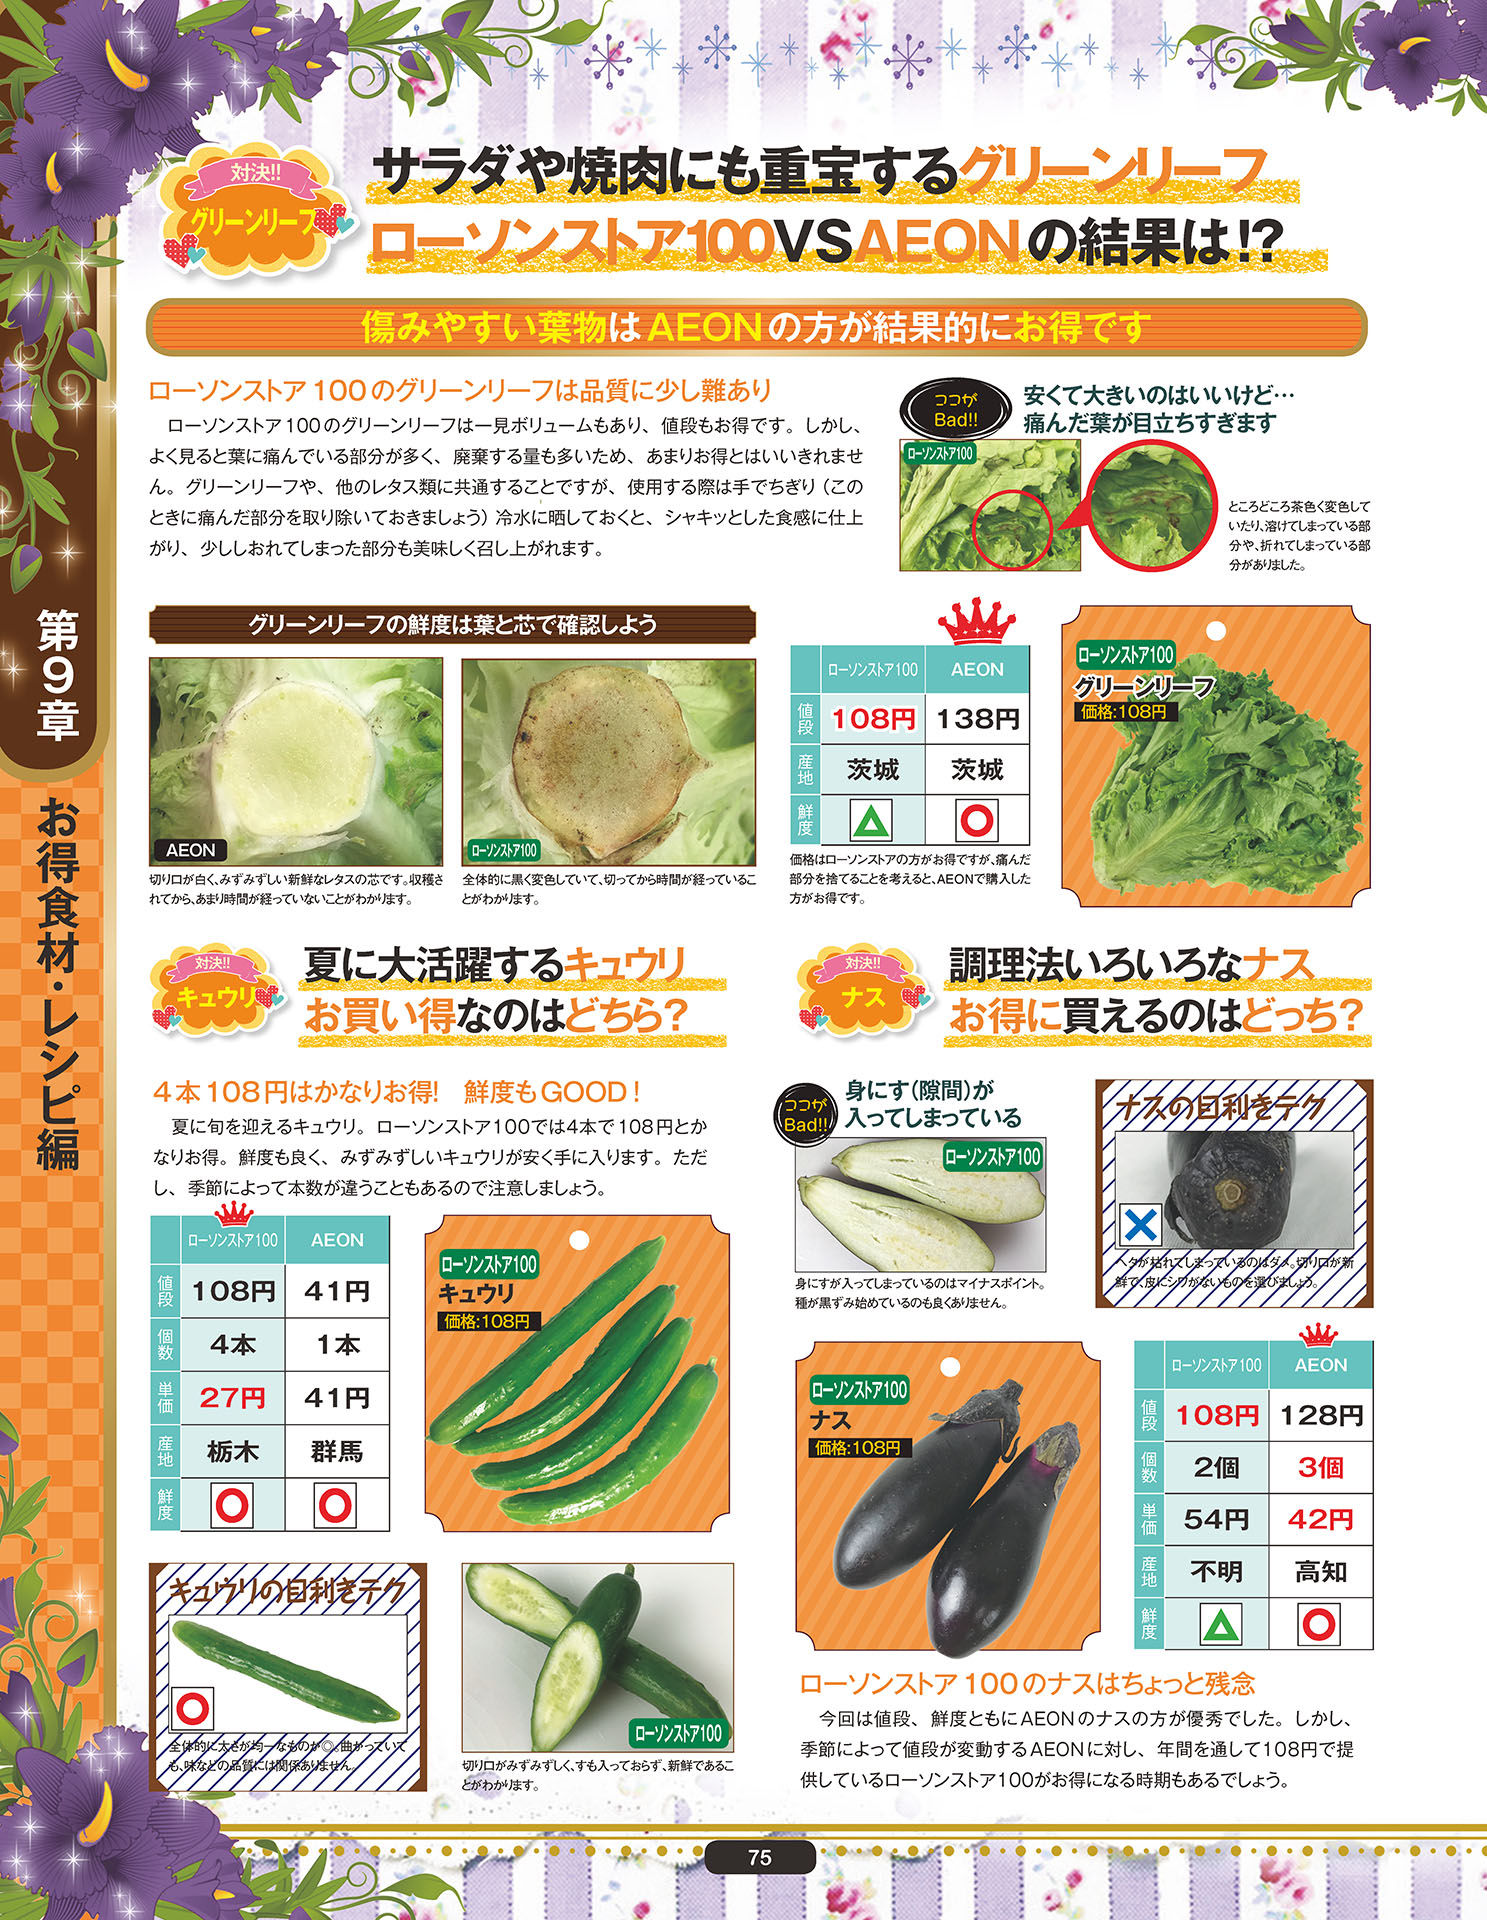 対決!!
グリーンリーフ
サラダや焼肉にも重宝するグリーンリーフ
ローソンストア100VSAEONの結果は!?
傷みやすい葉物はAEONの方が結果的にお得です
ローソンストア100のグリーンリーフは品質に少し難あり
ローソンストア100のグリーンリーフは一見ボリュームもあり、値段もお得です。しかし、
よく見ると葉に痛んでいる部分が多く、廃棄する量も多いため、あまりお得とはいいきれませ
ん。グリーンリーフや、他のレタス類に共通することですが、使用する際は手でちぎり（この
ときに痛んだ部分を取り除いておきましょう）冷水に晒しておくと、シャキッとした食感に仕上
がり、少ししおれてしまった部分も美味しく召し上がれます。
ココが
Bad!!
安くて大きいのはいいけど…
痛んだ葉が目立ちすぎます
ローソンストア100
ところどころ茶色く変色して
いたり、溶けてしまっている部
分や、折れてしまっている部
分がありました。
グリーンリーフの鮮度は葉と芯で確認しよう
AEON
切り口が白く、みずみずしい新鮮なレタスの芯です。収穫さ
れてから、あまり時間が経っていないことがわかります。
ローソンストア100
全体的に黒く変色していて、切ってから時間が経っているこ
とがわかります。
ローソンストア100 AEON
値段 108円 138円
産地 茨城 茨城
鮮度 △ ○
価格はローソンストアの方がお得ですが、痛んだ
部分を捨てることを考えると、AEONで購入した
方がお得です。
ローソンストア100
グリーンリーフ
価格:108円
第9章 お得食材・レシピ編
対決!!
キュウリ
夏に大活躍するキュウリ
お買い得なのはどちら？
4本108円はかなりお得!　鮮度もGOOD!
夏に旬を迎えるキュウリ。ローソンストア100では4本で108円とか
なりお得。鮮度も良く、みずみずしいキュウリが安く手に入ります。ただ
し、季節によって本数が違うこともあるので注意しましょう。
ローソンストア100 AEON
値段 108円 41円
個数 4本 1本
単価 27円 41円
産地 栃木 群馬
鮮度 ○ ○
ローソンストア100
キュウリ
価格:108円
キュウリの目利きテク
○
全体的に太さが均一なものが◎。曲がっていて
も、味などの品質には関係ありません。
ローソンストア100
切り口がみずみずしく、すも入っておらず、新鮮であるこ
とがわかります。
対決!!
ナス
調理法いろいろなナス
お得に買えるのはどっち？
ココが
Bad!!
身にす（隙間）が
入ってしまっている
ローソンストア100
身にすが入ってしまっているのはマイナスポイント。
種が黒ずみ始めているのも良くありません。
ナスの目利きテク
×
ヘタが枯れてしまっているのはダメ。切り口が新
鮮で、皮にシワがないものを選びましょう。
ローソンストア100
ナス
価格:108円
ローソンストア100 AEON
値段 108円 128円
個数 2個 3個
単価 54円 42円
産地 不明 高知
鮮度 △ ○
ローソンストア100のナスはちょっと残念
今回は値段、鮮度ともにAEONのナスの方が優秀でした。しかし、
季節によって値段が変動するAEONに対し、年間を通して108円で提
供しているローソンストア100がお得になる時期もあるでしょう。
75